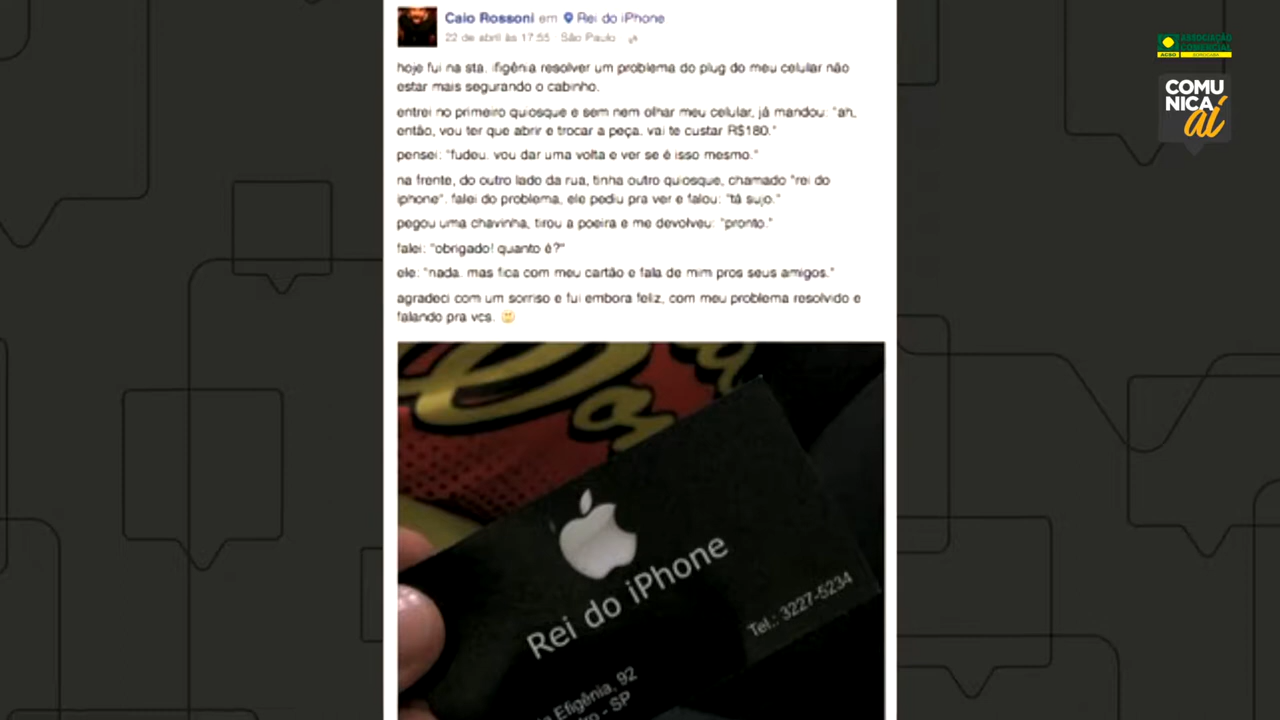 Caio Rossoni em Rei do iPhone
22 de abril às 17:55 São Paulo
hoje fui na sta. ifigênia resolver um problema do plug do meu celular não
estar mais segurando o cabinho.
entrei no primeiro quiosque e sem nem olhar meu celular, já mandou: "ah,
então, vou ter que abrir e trocar a peça. vai te custar R$180."
pensei: "fudeu. vou dar uma volta e ver se é isso mesmo."
na frente, do outro lado da rua, tinha outro quiosque, chamado "rei do
iphone". falei do problema, ele pediu pra ver e falou: "tá sujo."
pegou uma chavinha, tirou a poeira e me devolveu: "pronto."
falei: "obrigado! quanto é?"
ele: "nada. mas fica com meu cartão e fala de mim pros seus amigos."
agradeci com um sorriso e fui embora feliz, com meu problema resolvido e
falando pra vcs.
Rei do iPhone
Tel.: 3227-5234
Efigênia, 92
- SP
ASSOCIAÇÃO
COMERCIAL
COMU
NICA
aí